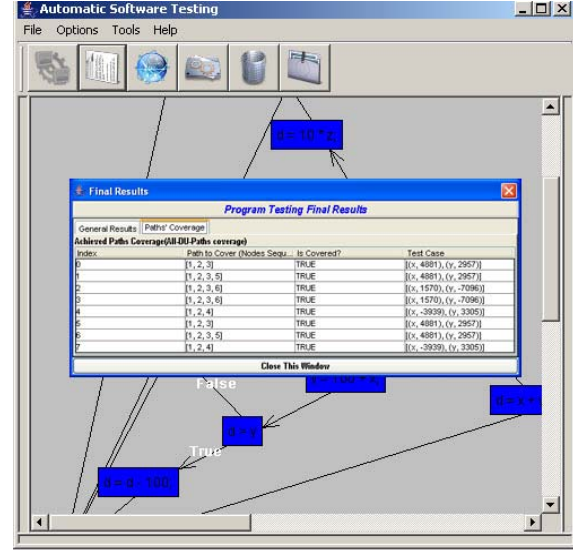 Automatic Software Testing
File Options Tools Help
d = 10 * z;
Final Results
Program Testing Final Results
General Results Paths' Coverage
Achieved Paths Coverage(All-DU-Paths coverage)
Index Path to Cover (Nodes Sequ... Is Covered? Test Case
0 [1, 2, 3] TRUE [(x, 4881), (y, 2957)]
1 [1, 2, 3, 5] TRUE [(x, 4881), (y, 2957)]
2 [1, 2, 3, 6] TRUE [(x, 1570), (y, -7096)]
3 [1, 2, 3, 6] TRUE [(x, 1570), (y, -7096)]
4 [1, 2, 4] TRUE [(x, -3939), (y, 3305)]
5 [1, 2, 3] TRUE [(x, 4881), (y, 2957)]
6 [1, 2, 3, 5] TRUE [(x, 4881), (y, 2957)]
7 [1, 2, 4] TRUE [(x, -3939), (y, 3305)]
Close This Window
False
d = x +
True
d = d - 100;